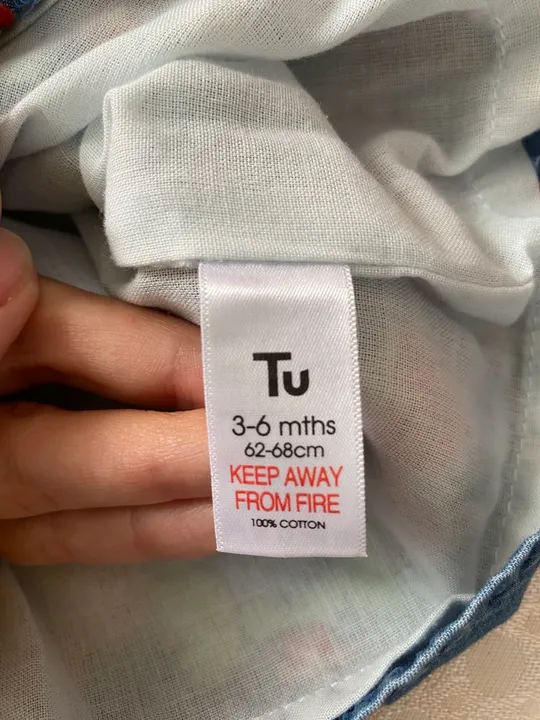 Tu
3-6 mths
62-68cm
KEEP AWAY
FROM FIRE
100% COTTON